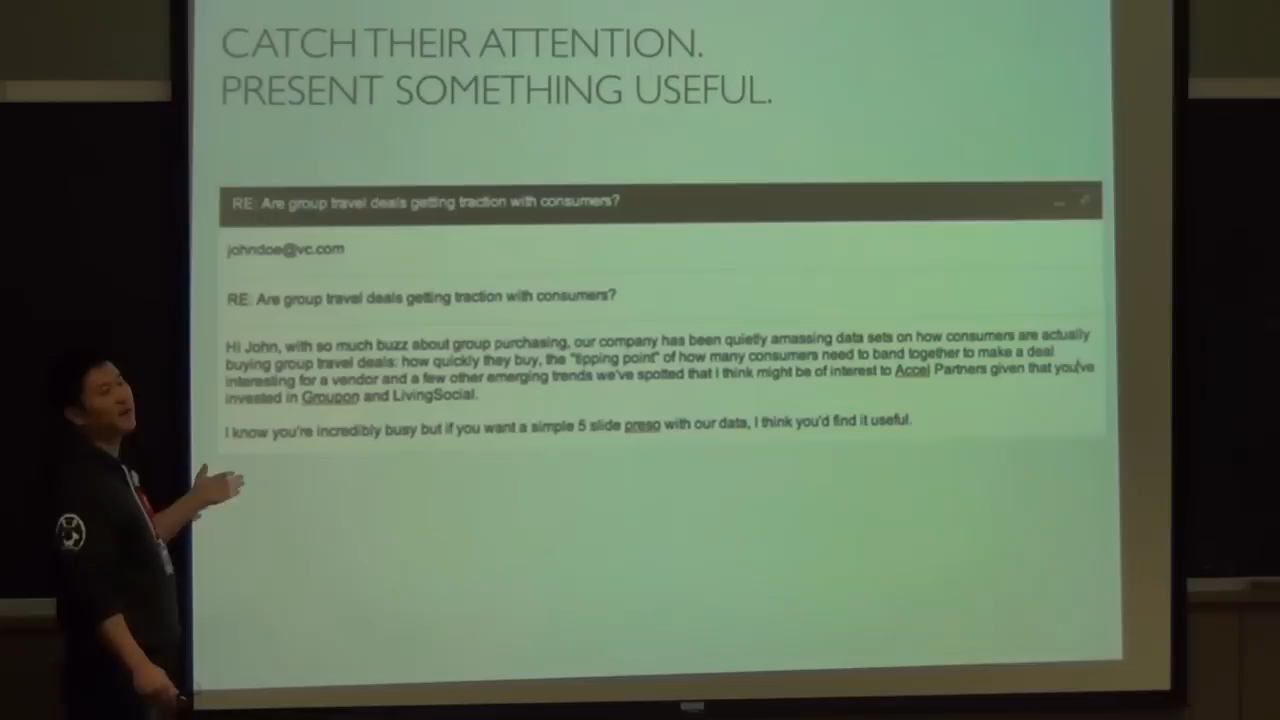 CATCH THEIR ATTENTION.
PRESENT SOMETHING USEFUL.
RE: Are group travel deals getting traction with consumers?
johndoe@vc.com
RE: Are group travel deals getting traction with consumers?
Hi John, with so much buzz about group purchasing, our company has been quietly amassing data sets on how consumers are actually
buying group travel deals: how quickly they buy, the "tipping point" of how many consumers need to band together to make a deal
interesting for a vendor and a few other emerging trends we've spotted that I think might be of interest to Accel Partners given that you've
invested in Groupon and LivingSocial.
I know you're incredibly busy but if you want a simple 5 slide preso with our data, I think you'd find it useful.